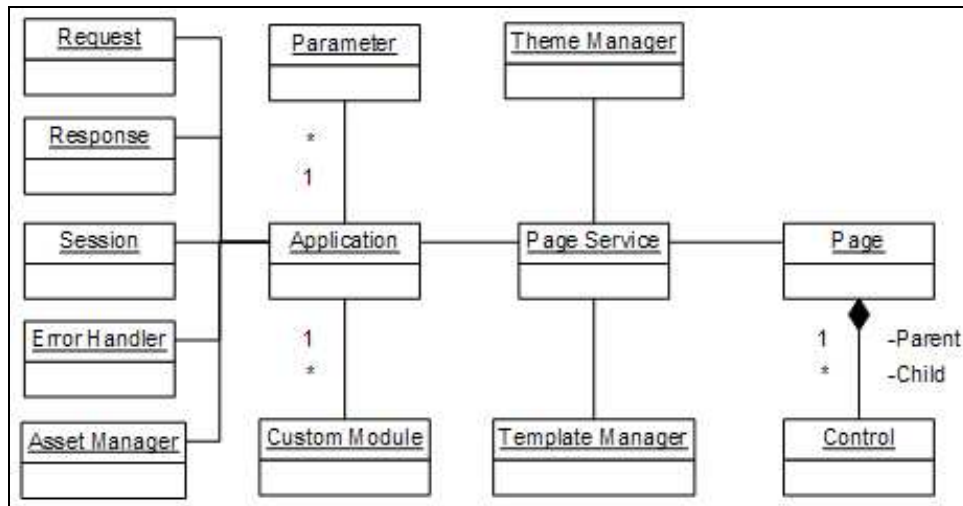 Request
Parameter
Theme Manager
Response
*
1
Session
Application
Page Service
Page
Error Handler
1
*
1
-Parent
*
-Child
Asset Manager
Custom Module
Template Manager
Control